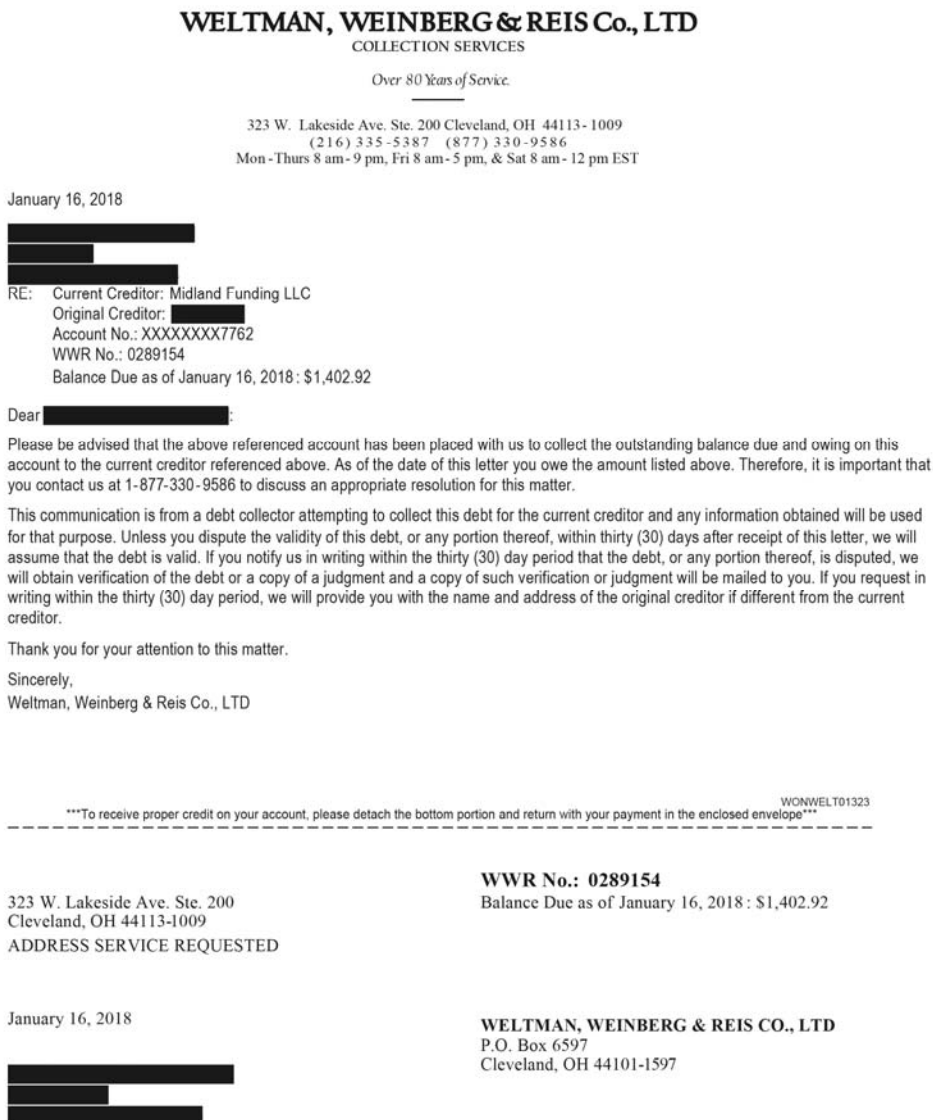 WELTMAN, WEINBERG & REIS Co., LTD
COLLECTION SERVICES
Over 80 Years of Service.
323 W. Lakeside Ave. Ste. 200 Cleveland, OH 44113-1009
(216) 335-5387 (877) 330-9586
Mon-Thurs 8 am-9 pm, Fri 8 am-5 pm, & Sat 8 am-12 pm EST
January 16, 2018
RE: Current Creditor: Midland Funding LLC
Original Creditor:
Account No.: XXXXXXXX7762
WWR No.: 0289154
Balance Due as of January 16, 2018: $1,402.92
Dear :
Please be advised that the above referenced account has been placed with us to collect the outstanding balance due and owing on this
account to the current creditor referenced above. As of the date of this letter you owe the amount listed above. Therefore, it is important that
you contact us at 1-877-330-9586 to discuss an appropriate resolution for this matter.
This communication is from a debt collector attempting to collect this debt for the current creditor and any information obtained will be used
for that purpose. Unless you dispute the validity of this debt, or any portion thereof, within thirty (30) days after receipt of this letter, we will
assume that the debt is valid. If you notify us in writing within the thirty (30) day period that the debt, or any portion thereof, is disputed, we
will obtain verification of the debt or a copy of a judgment and a copy of such verification or judgment will be mailed to you. If you request in
writing within the thirty (30) day period, we will provide you with the name and address of the original creditor if different from the current
creditor.
Thank you for your attention to this matter.
Sincerely,
Weltman, Weinberg & Reis Co., LTD
WONWELT01323
***To receive proper credit on your account, please detach the bottom portion and return with your payment in the enclosed envelope***
323 W. Lakeside Ave. Ste. 200
Cleveland, OH 44113-1009
ADDRESS SERVICE REQUESTED
WWR No.: 0289154
Balance Due as of January 16, 2018: $1,402.92
January 16, 2018
WELTMAN, WEINBERG & REIS CO., LTD
P.O. Box 6597
Cleveland, OH 44101-1597